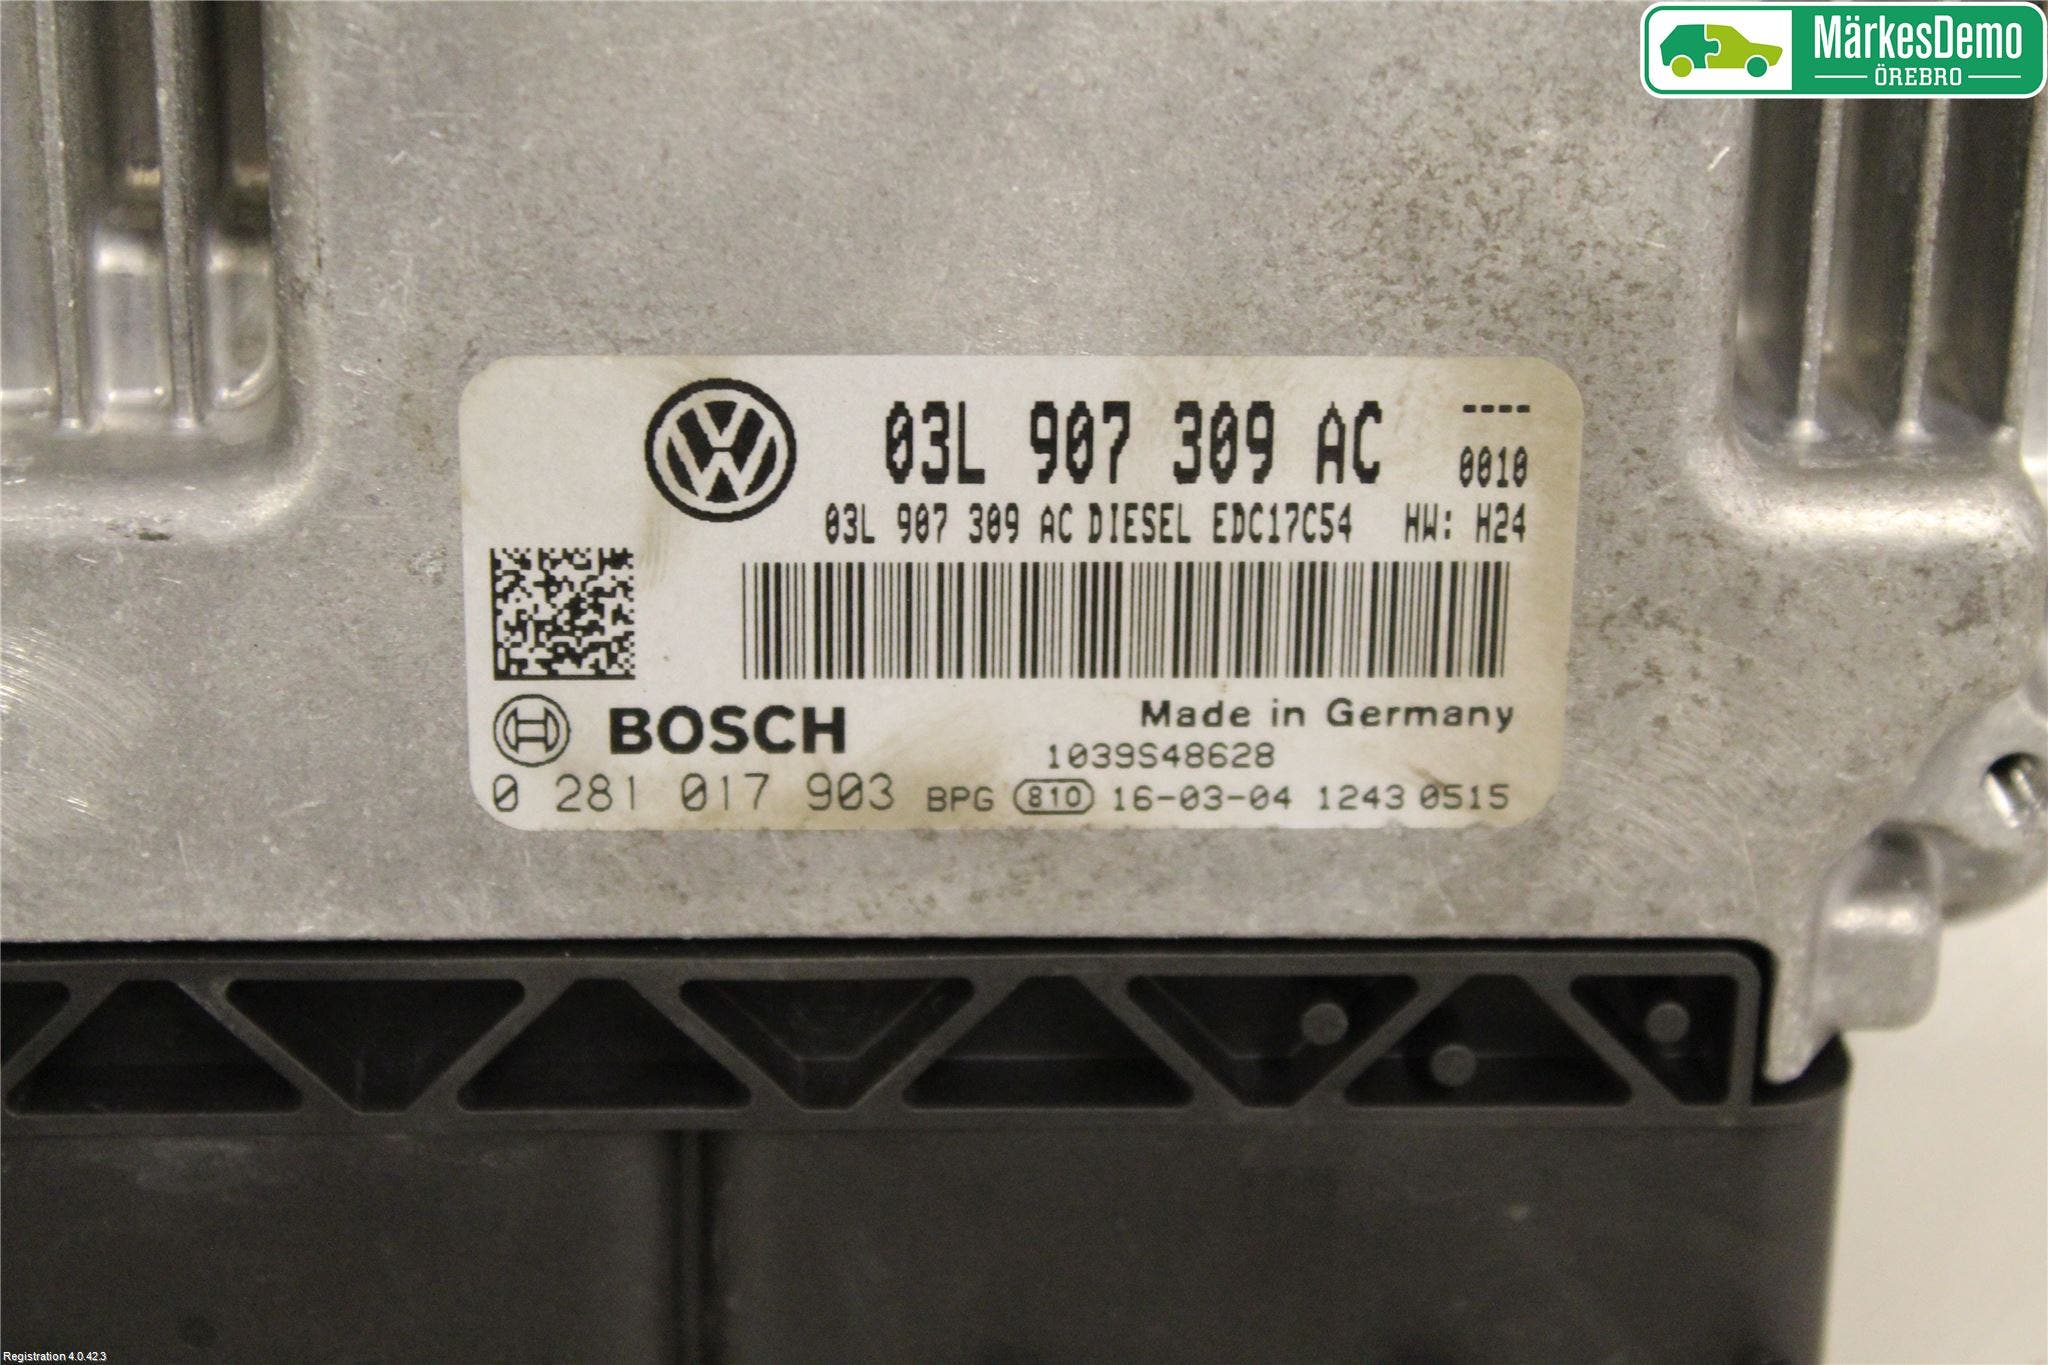 MärkesDemo
ÖREBRO
03L 907 309 AC ----
0010
03L 907 309 AC DIESEL EDC17C54 HW: H24
BOSCH
Made in Germany
1039S48628
0 281 017 903 BPG 810 16-03-04 1243 0515
Registration 4.0.42.3